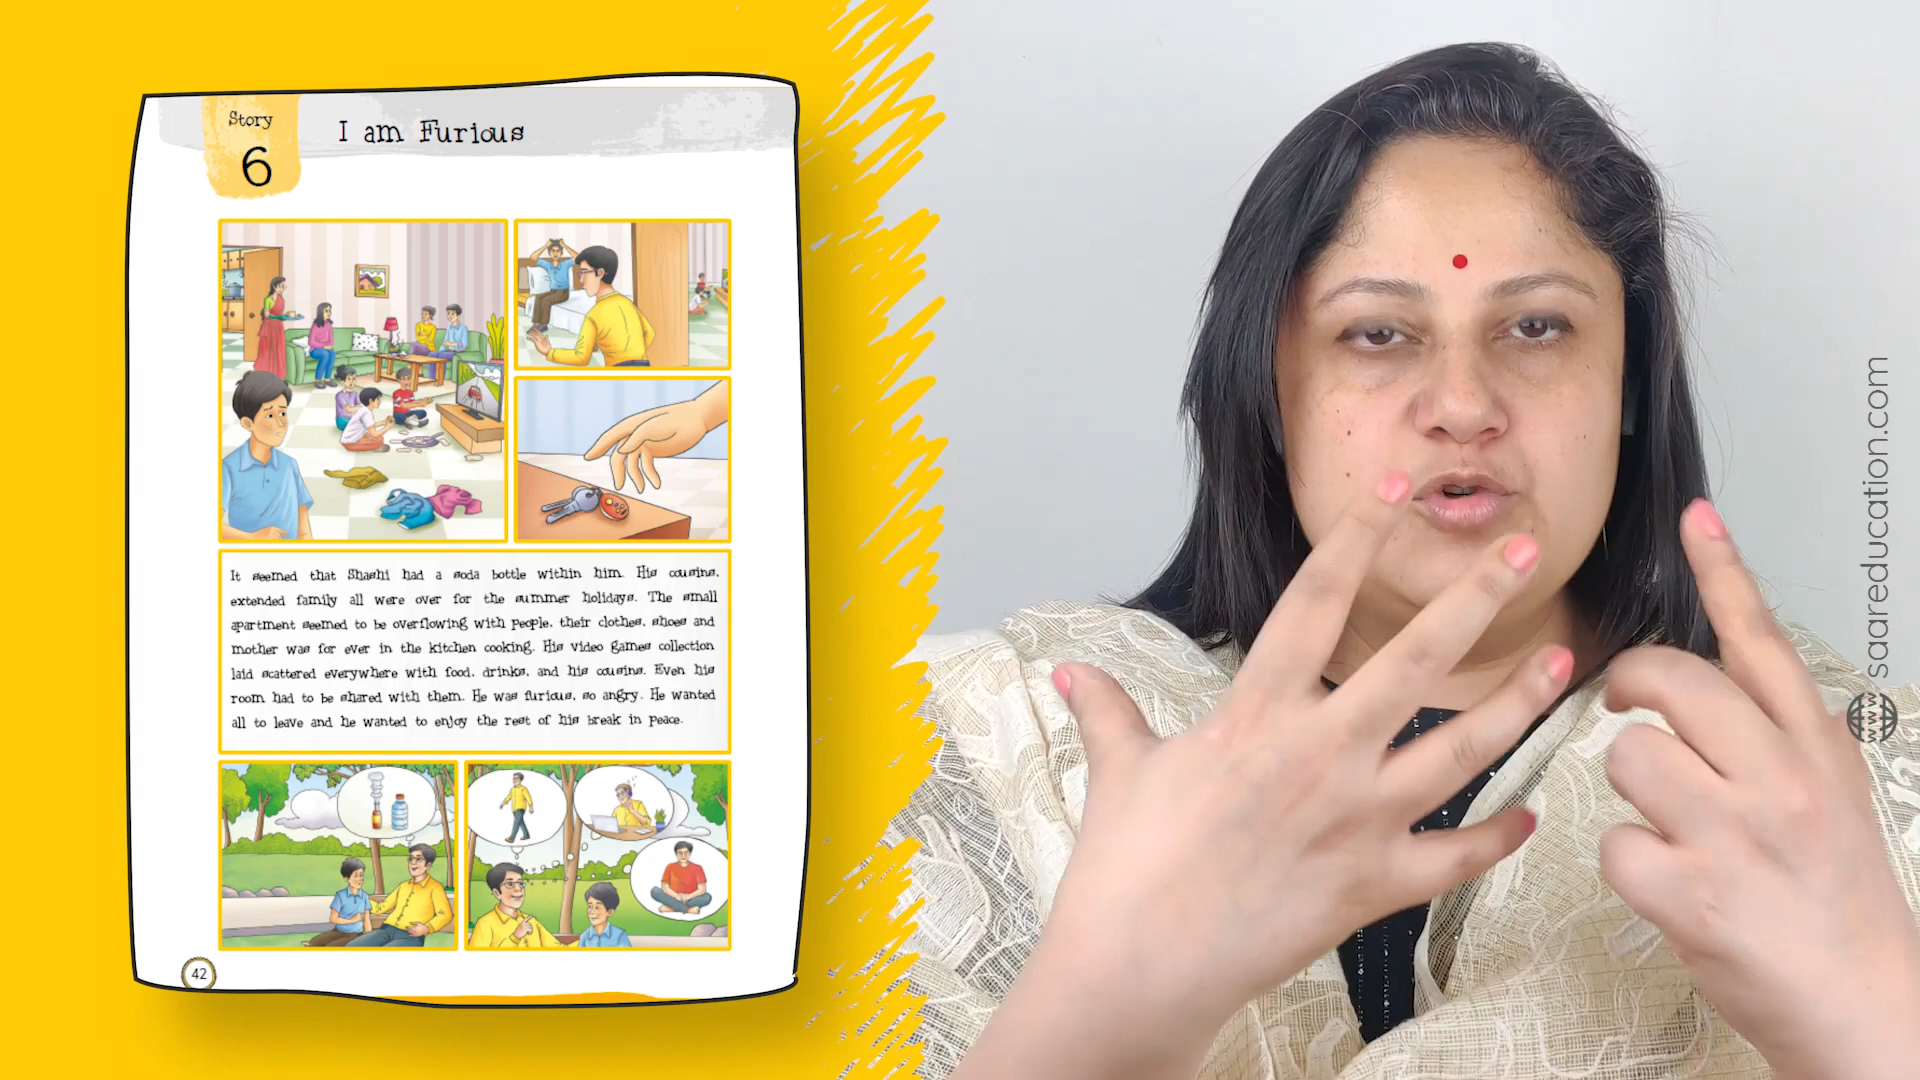 Story
6
I am Furious
It seemed that Shashi had a soda bottle within him. His cousins,
extended family all were over for the summer holidays. The small
apartment seemed to be overflowing with people, their clothes, shoes and
mother was for ever in the kitchen cooking. His video games collection
laid scattered everywhere with food, drinks, and his cousins. Even his
room had to be shared with them. He was furious, so angry. He wanted
all to leave and he wanted to enjoy the rest of his break in peace.
42
www
saareducation.com